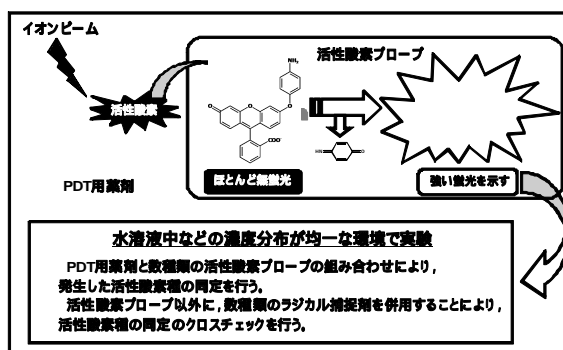 イオンビーム
活性酸素プローブ
活性酸素
NH₂
O
O
O
COO⁻
HN
O
PDT用薬剤
ほとんど無蛍光
強い蛍光を示す
水溶液中などの濃度分布が均一な環境で実験
PDT用薬剤と数種類の活性酸素プローブの組み合わせにより，
発生した活性酸素種の同定を行う。
活性酸素プローブ以外に，数種類のラジカル捕捉剤を併用することにより，
活性酸素種の同定のクロスチェックを行う。